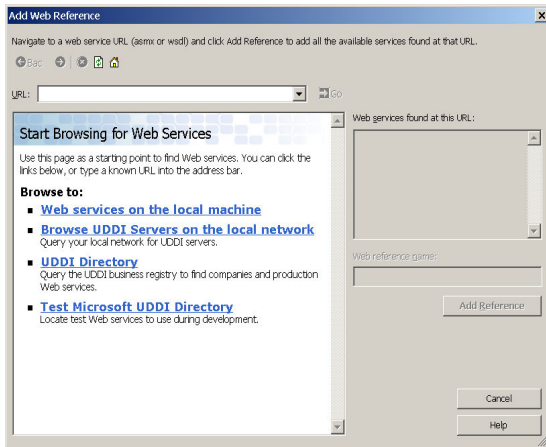 Add Web Reference
Navigate to a web service URL (asmx or wsdl) and click Add Reference to add all the available services found at that URL.
Bac
URL:
Go
Start Browsing for Web Services
Use this page as a starting point to find Web services. You can click the
links below, or type a known URL into the address bar.
Browse to:
Web services on the local machine
Browse UDDI Servers on the local network
Query your local network for UDDI servers.
UDDI Directory
Query the UDDI business registry to find companies and production
Web services.
Test Microsoft UDDI Directory
Locate test Web services to use during development.
Web services found at this URL:
Web reference name:
Add Reference
Cancel
Help